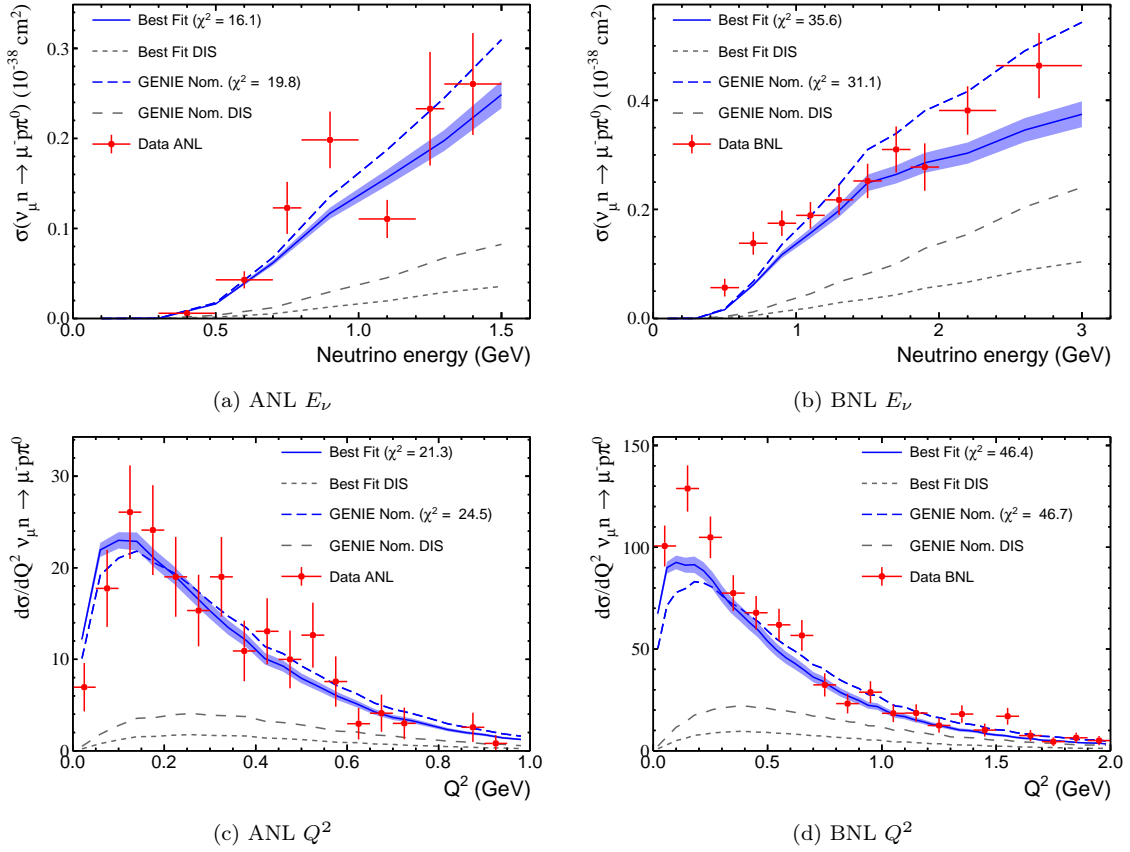 Best Fit (χ² = 16.1)
Best Fit DIS
GENIE Nom. (χ² = 19.8)
GENIE Nom. DIS
Data ANL
σ(ν_μ n → μ⁻pπ⁰) (10⁻³⁸ cm²)
0.3
0.2
0.1
0.0
0.0 0.5 1.0 1.5
Neutrino energy (GeV)
(a) ANL E_ν
Best Fit (χ² = 35.6)
Best Fit DIS
GENIE Nom. (χ² = 31.1)
GENIE Nom. DIS
Data BNL
σ(ν_μ n → μ⁻pπ⁰) (10⁻³⁸ cm²)
0.4
0.2
0.0
0 1 2 3
Neutrino energy (GeV)
(b) BNL E_ν
Best Fit (χ² = 21.3)
Best Fit DIS
GENIE Nom. (χ² = 24.5)
GENIE Nom. DIS
Data ANL
dσ/dQ² ν_μ n → μ⁻pπ⁰
30
20
10
0
0.0 0.2 0.4 0.6 0.8 1.0
Q² (GeV)
(c) ANL Q²
Best Fit (χ² = 46.4)
Best Fit DIS
GENIE Nom. (χ² = 46.7)
GENIE Nom. DIS
Data BNL
dσ/dQ² ν_μ n → μ⁻pπ⁰
150
100
50
0
0.0 0.5 1.0 1.5 2.0
Q² (GeV)
(d) BNL Q²